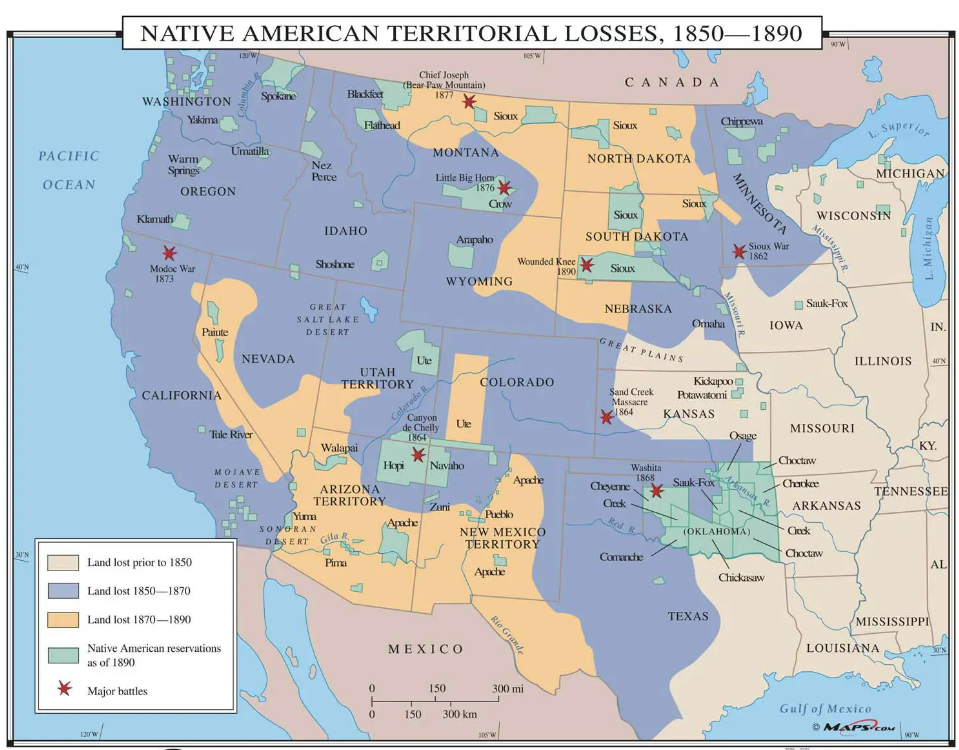 NATIVE AMERICAN TERRITORIAL LOSSES, 1850—1890
120°W
105°W
90°W
CANADA
PACIFIC
OCEAN
WASHINGTON
Columbia R.
Spokane
Yakima
Umatilla
Warm
Springs
OREGON
Nez
Perce
Klamath
Modoc War
1873
IDAHO
Shoshone
Blackfeet
Flathead
Chief Joseph
(Bear Paw Mountain)
1877
Sioux
MONTANA
Little Big Horn
1876
Crow
Arapaho
WYOMING
Sioux
NORTH DAKOTA
Sioux
Sioux
SOUTH DAKOTA
Wounded Knee
1890
Sioux
Chippewa
MINNESOTA
Sioux War
1862
L. Superior
MICHIGAN
WISCONSIN
Mississippi R.
L. Michigan
40°N
GREAT
SALT LAKE
DESERT
Paiute
NEVADA
CALIFORNIA
Tule River
MOJAVE
DESERT
UTAH
TERRITORY
Ute
Colorado R.
COLORADO
Ute
Canyon
de Chelly
1864
Hopi
Navaho
Walapai
ARIZONA
TERRITORY
Zuni
Yuma
SONORAN
DESERT
Gila R.
Pima
Apache
Pueblo
Apache
NEW MEXICO
TERRITORY
Apache
Rio Grande
NEBRASKA
Omaha
Missouri R.
GREAT PLAINS
Sauk-Fox
IOWA
IN.
ILLINOIS
40°N
Sand Creek
Massacre
1864
Kickapoo
Potawatomi
KANSAS
MISSOURI
KY.
Osage
Choctaw
Washita
1868
Sauk-Fox
Cheyenne
Creek
Arkansas R.
Cherokee
ARKANSAS
TENNESSEE
Red R.
(OKLAHOMA)
Creek
Choctaw
Comanche
Chickasaw
AL
TEXAS
MISSISSIPPI
LOUISIANA
30°N
30°N
Land lost prior to 1850
Land lost 1850—1870
Land lost 1870—1890
Native American reservations
as of 1890
Major battles
MEXICO
0 150 300 mi
0 150 300 km
Gulf of Mexico
© MAPS.COM
120°W
105°W
90°W